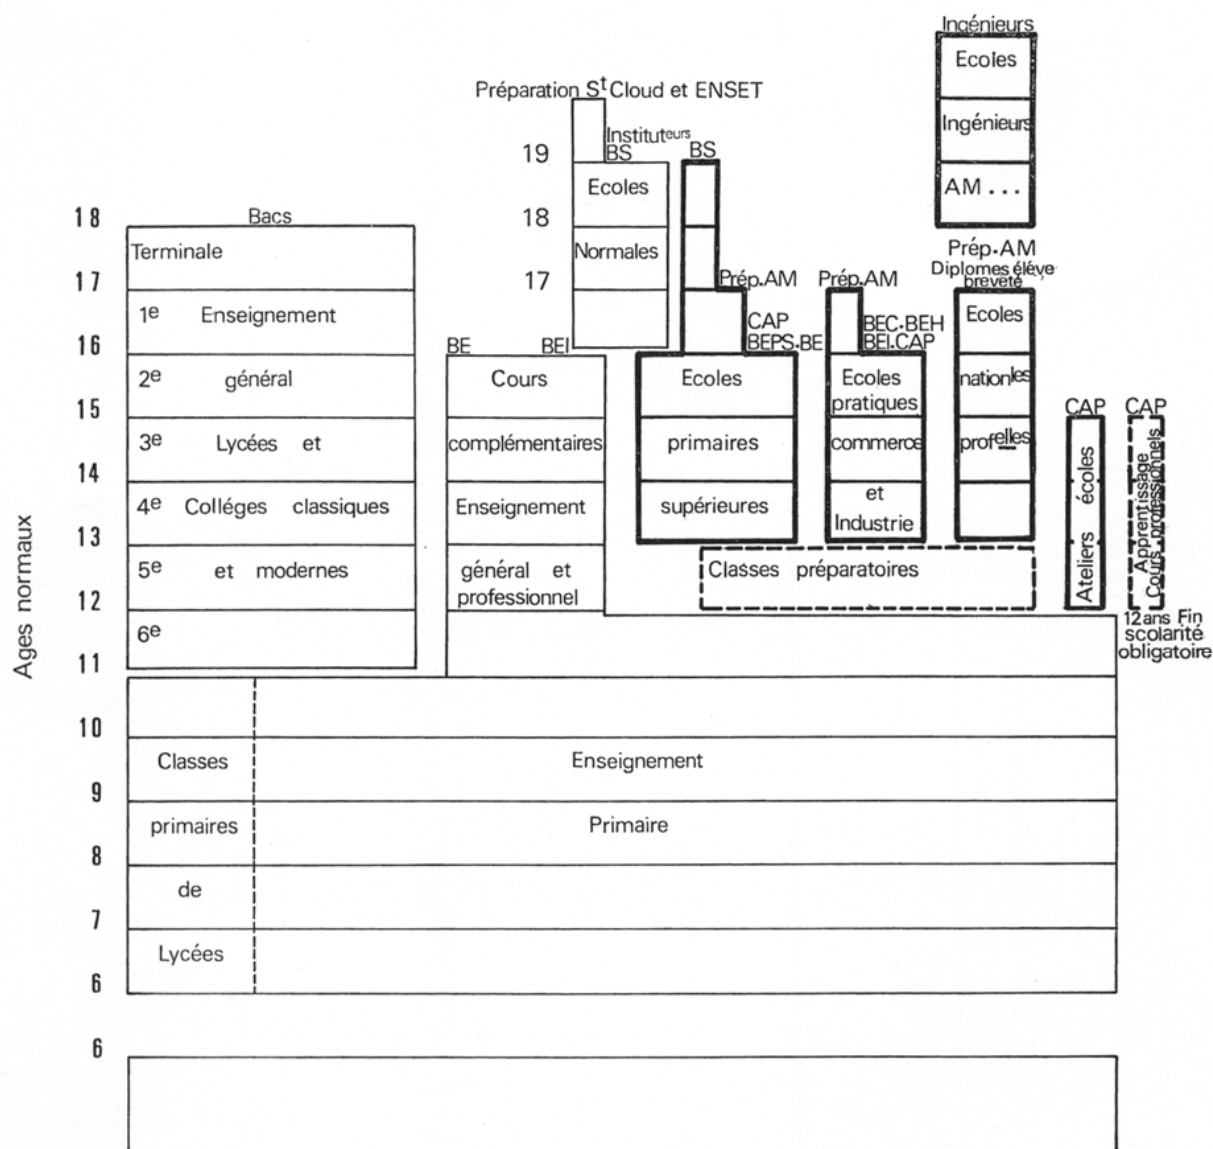 Ingénieurs
Ecoles
Ingénieurs
AM . . .
Préparation St Cloud et ENSET
Instituteurs
BS
BS
19
Ecoles
18
Normales
17
Prép.AM
Diplomes éléve
breveté
Prép.AM
Prép.AM
CAP
BEPS.BE
BEC.BEH
BEI.CAP
Ecoles
nationles
profelles
18
Bacs
Terminale
17
1e Enseignement
16
2e général
15
3e Lycées et
14
4e Colléges classiques
13
5e et modernes
12
6e
11
BE BEI
Cours
complémentaires
Enseignement
général et
professionnel
Ecoles
primaires
supérieures
Ecoles
pratiques
commerce
et
Industrie
Classes préparatoires
CAP
Ateliers écoles
CAP
Apprentissage
Cours professionnels
12 ans Fin
scolarité
obligatoire
Ages normaux
10
Classes Enseignement
9
primaires Primaire
8
de
7
Lycées
6
6